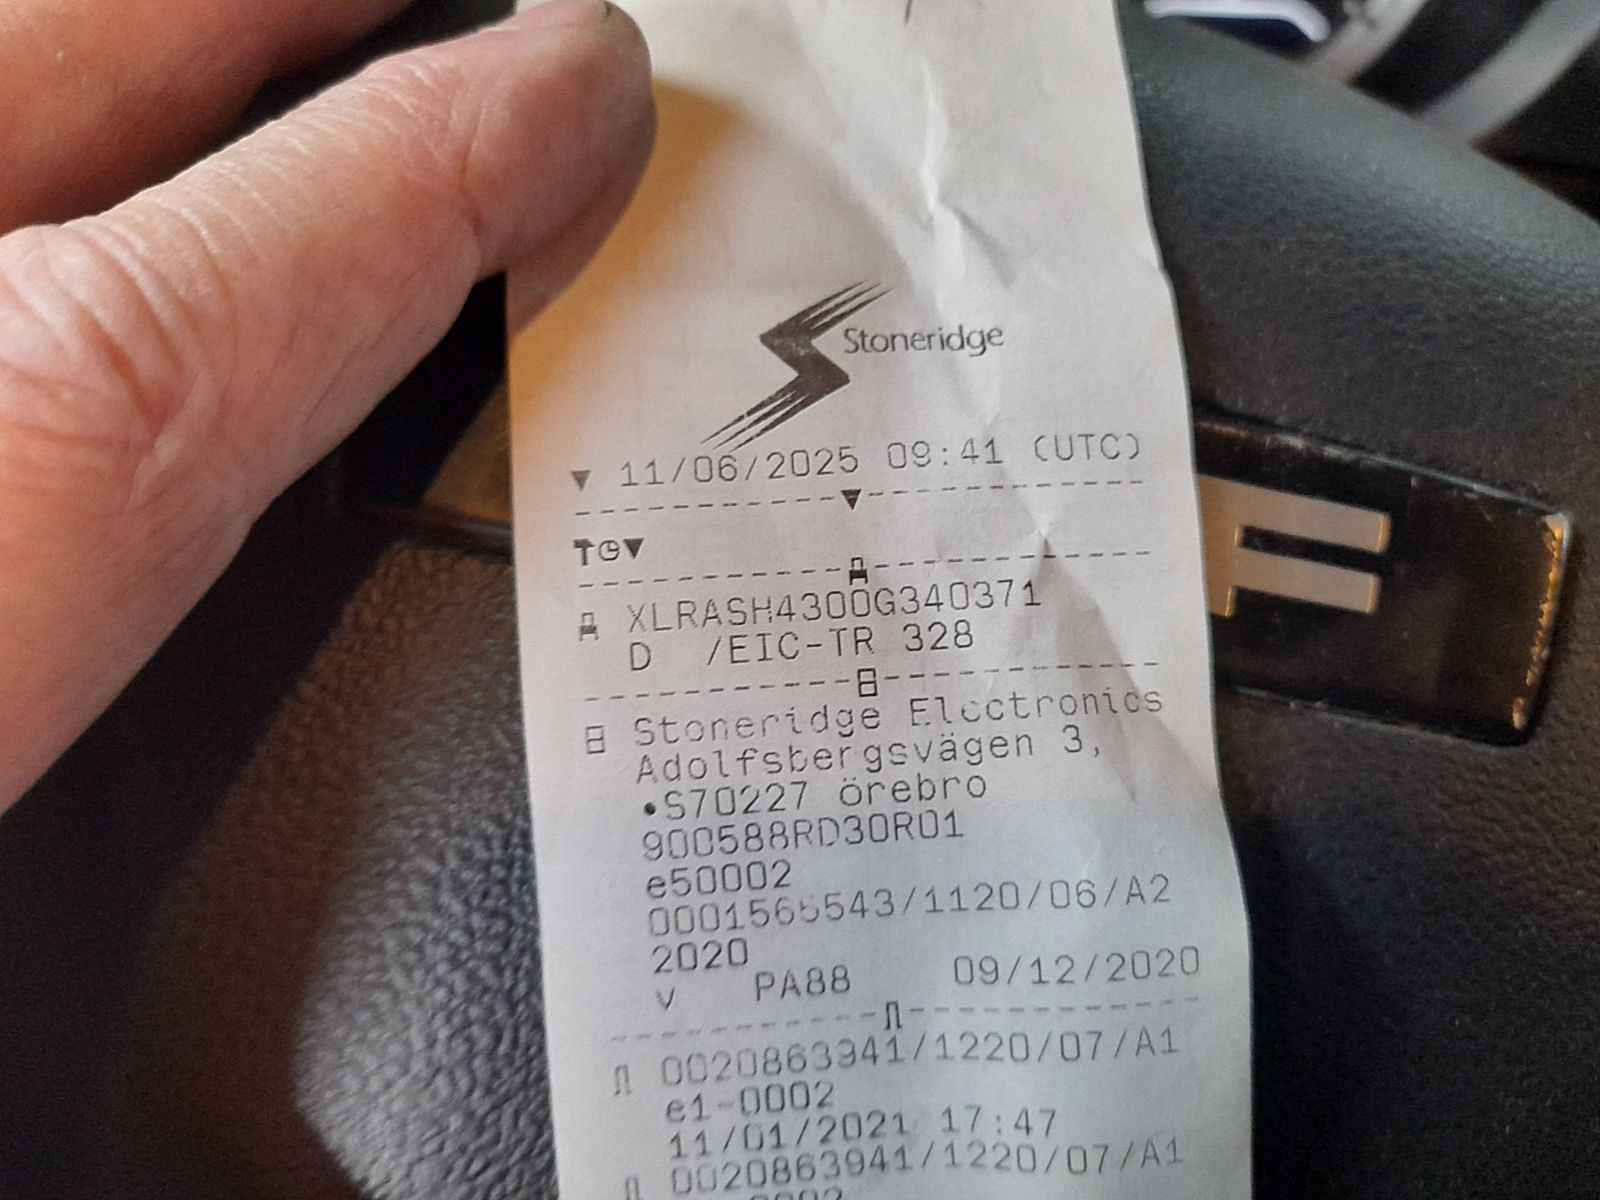 Stoneridge
▼ 11/06/2025 09:41 (UTC)
XLRASH4300G340371
D /EIC-TR 328
Stoneridge Electronics
Adolfsbergsvägen 3,
•S70227 örebro
900588RD30R01
e50002
0001565543/1120/06/A2
2020
v PA88 09/12/2020
0020863941/1220/07/A1
e1-0002
11/01/2021 17:47
0020863941/1220/07/A1